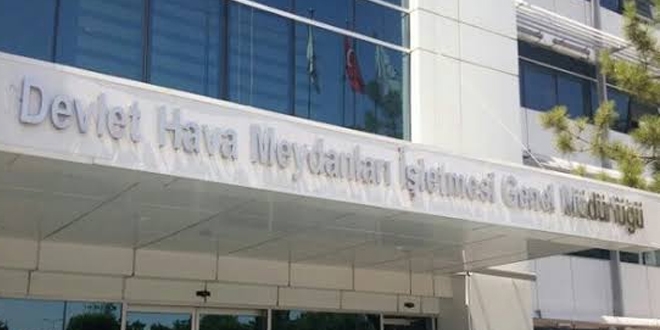 Devlet Hava Meydanları İşletmesi Genel Müdürlüğü